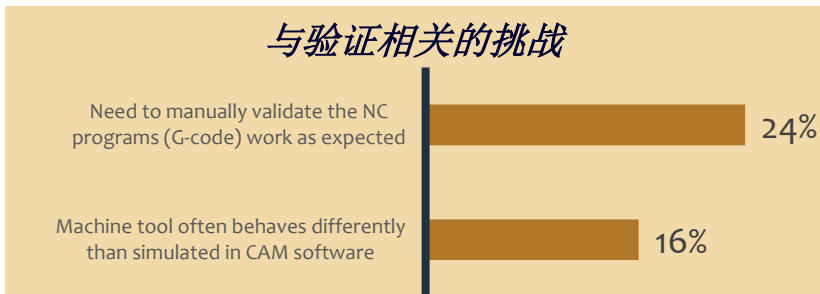 与验证相关的挑战
Need to manually validate the NC
programs (G-code) work as expected
24%
Machine tool often behaves differently
than simulated in CAM software
16%